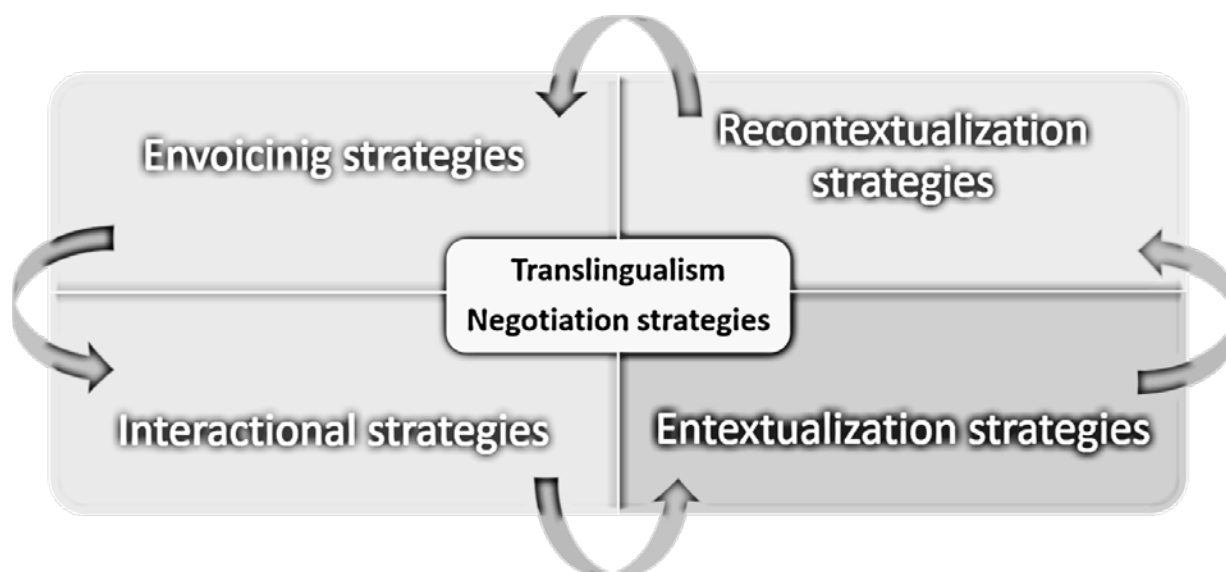 Envoicinig strategies
Recontextualization
strategies
Translingualism
Negotiation strategies
Interactional strategies
Entextualization strategies